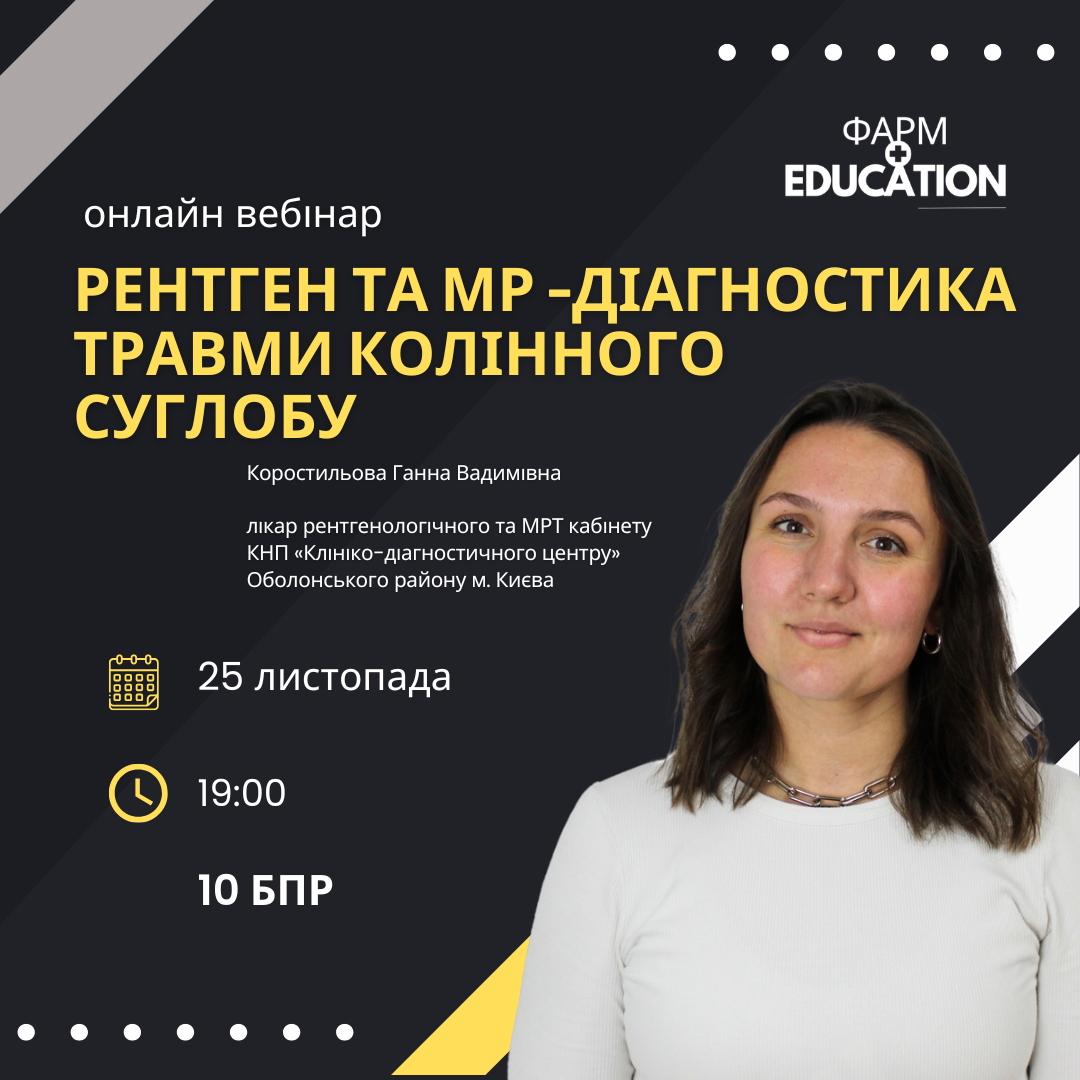 ФАРМ
EDUCATION
онлайн вебінар
РЕНТГЕН ТА МР -ДІАГНОСТИКА
ТРАВМИ КОЛІННОГО
СУГЛОБУ
Коростильова Ганна Вадимівна
лікар рентгенологічного та МРТ кабінету
КНП «Клініко-діагностичного центру»
Оболонського району м. Києва
25 листопада
19:00
10 БПР